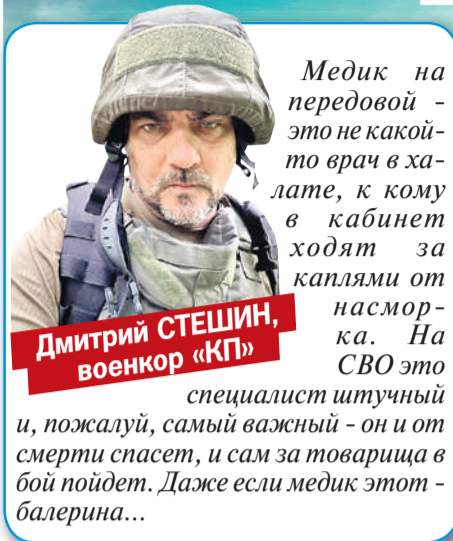 Медик на
передовой -
это не какой-
то врач в ха-
лате, к кому
в кабинет
ходят за
каплями от
насмор-
ка. На
СВО это
специалист штучный
и, пожалуй, самый важный - он и от
смерти спасет, и сам за товарища в
бой пойдет. Даже если медик этот -
балерина...
Дмитрий СТЕШИН,
военкор «КП»